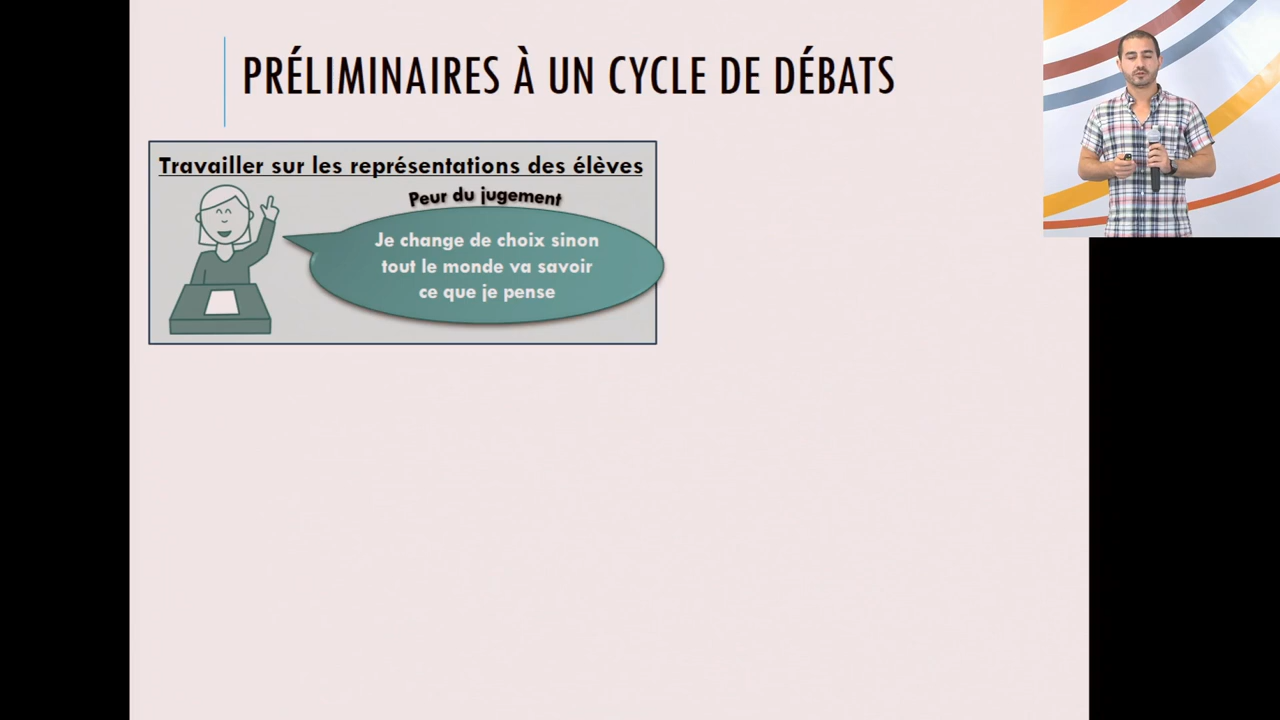 PRÉLIMINAIRES À UN CYCLE DE DÉBATS
Travailler sur les représentations des élèves
Peur du jugement
Je change de choix sinon
tout le monde va savoir
ce que je pense